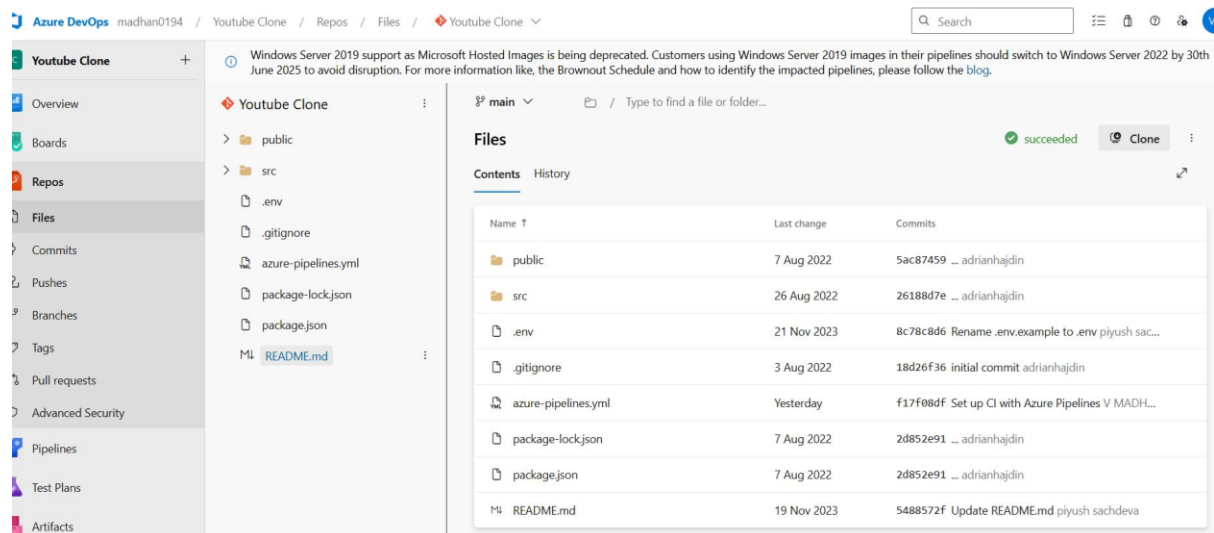 Azure DevOps madhan0194 / Youtube Clone / Repos / Files / Youtube Clone
Search
Youtube Clone +
Windows Server 2019 support as Microsoft Hosted Images is being deprecated. Customers using Windows Server 2019 images in their pipelines should switch to Windows Server 2022 by 30th
June 2025 to avoid disruption. For more information like, the Brownout Schedule and how to identify the impacted pipelines, please follow the blog.
Overview
Boards
Repos
Files
Commits
Pushes
Branches
Tags
Pull requests
Advanced Security
Pipelines
Test Plans
Artifacts
Youtube Clone
public
src
.env
.gitignore
azure-pipelines.yml
package-lock.json
package.json
README.md
main / Type to find a file or folder...
Files
succeeded
Clone
Contents History
Name ↑ Last change Commits
public 7 Aug 2022 5ac87459 ... adrianhajdin
src 26 Aug 2022 26188d7e ... adrianhajdin
.env 21 Nov 2023 8c78c8d6 Rename .env.example to .env piyush sac...
.gitignore 3 Aug 2022 18d26f36 initial commit adrianhajdin
azure-pipelines.yml Yesterday f17f08df Set up CI with Azure Pipelines V MADH...
package-lock.json 7 Aug 2022 2d852e91 ... adrianhajdin
package.json 7 Aug 2022 2d852e91 ... adrianhajdin
README.md 19 Nov 2023 5488572f Update README.md piyush sachdeva